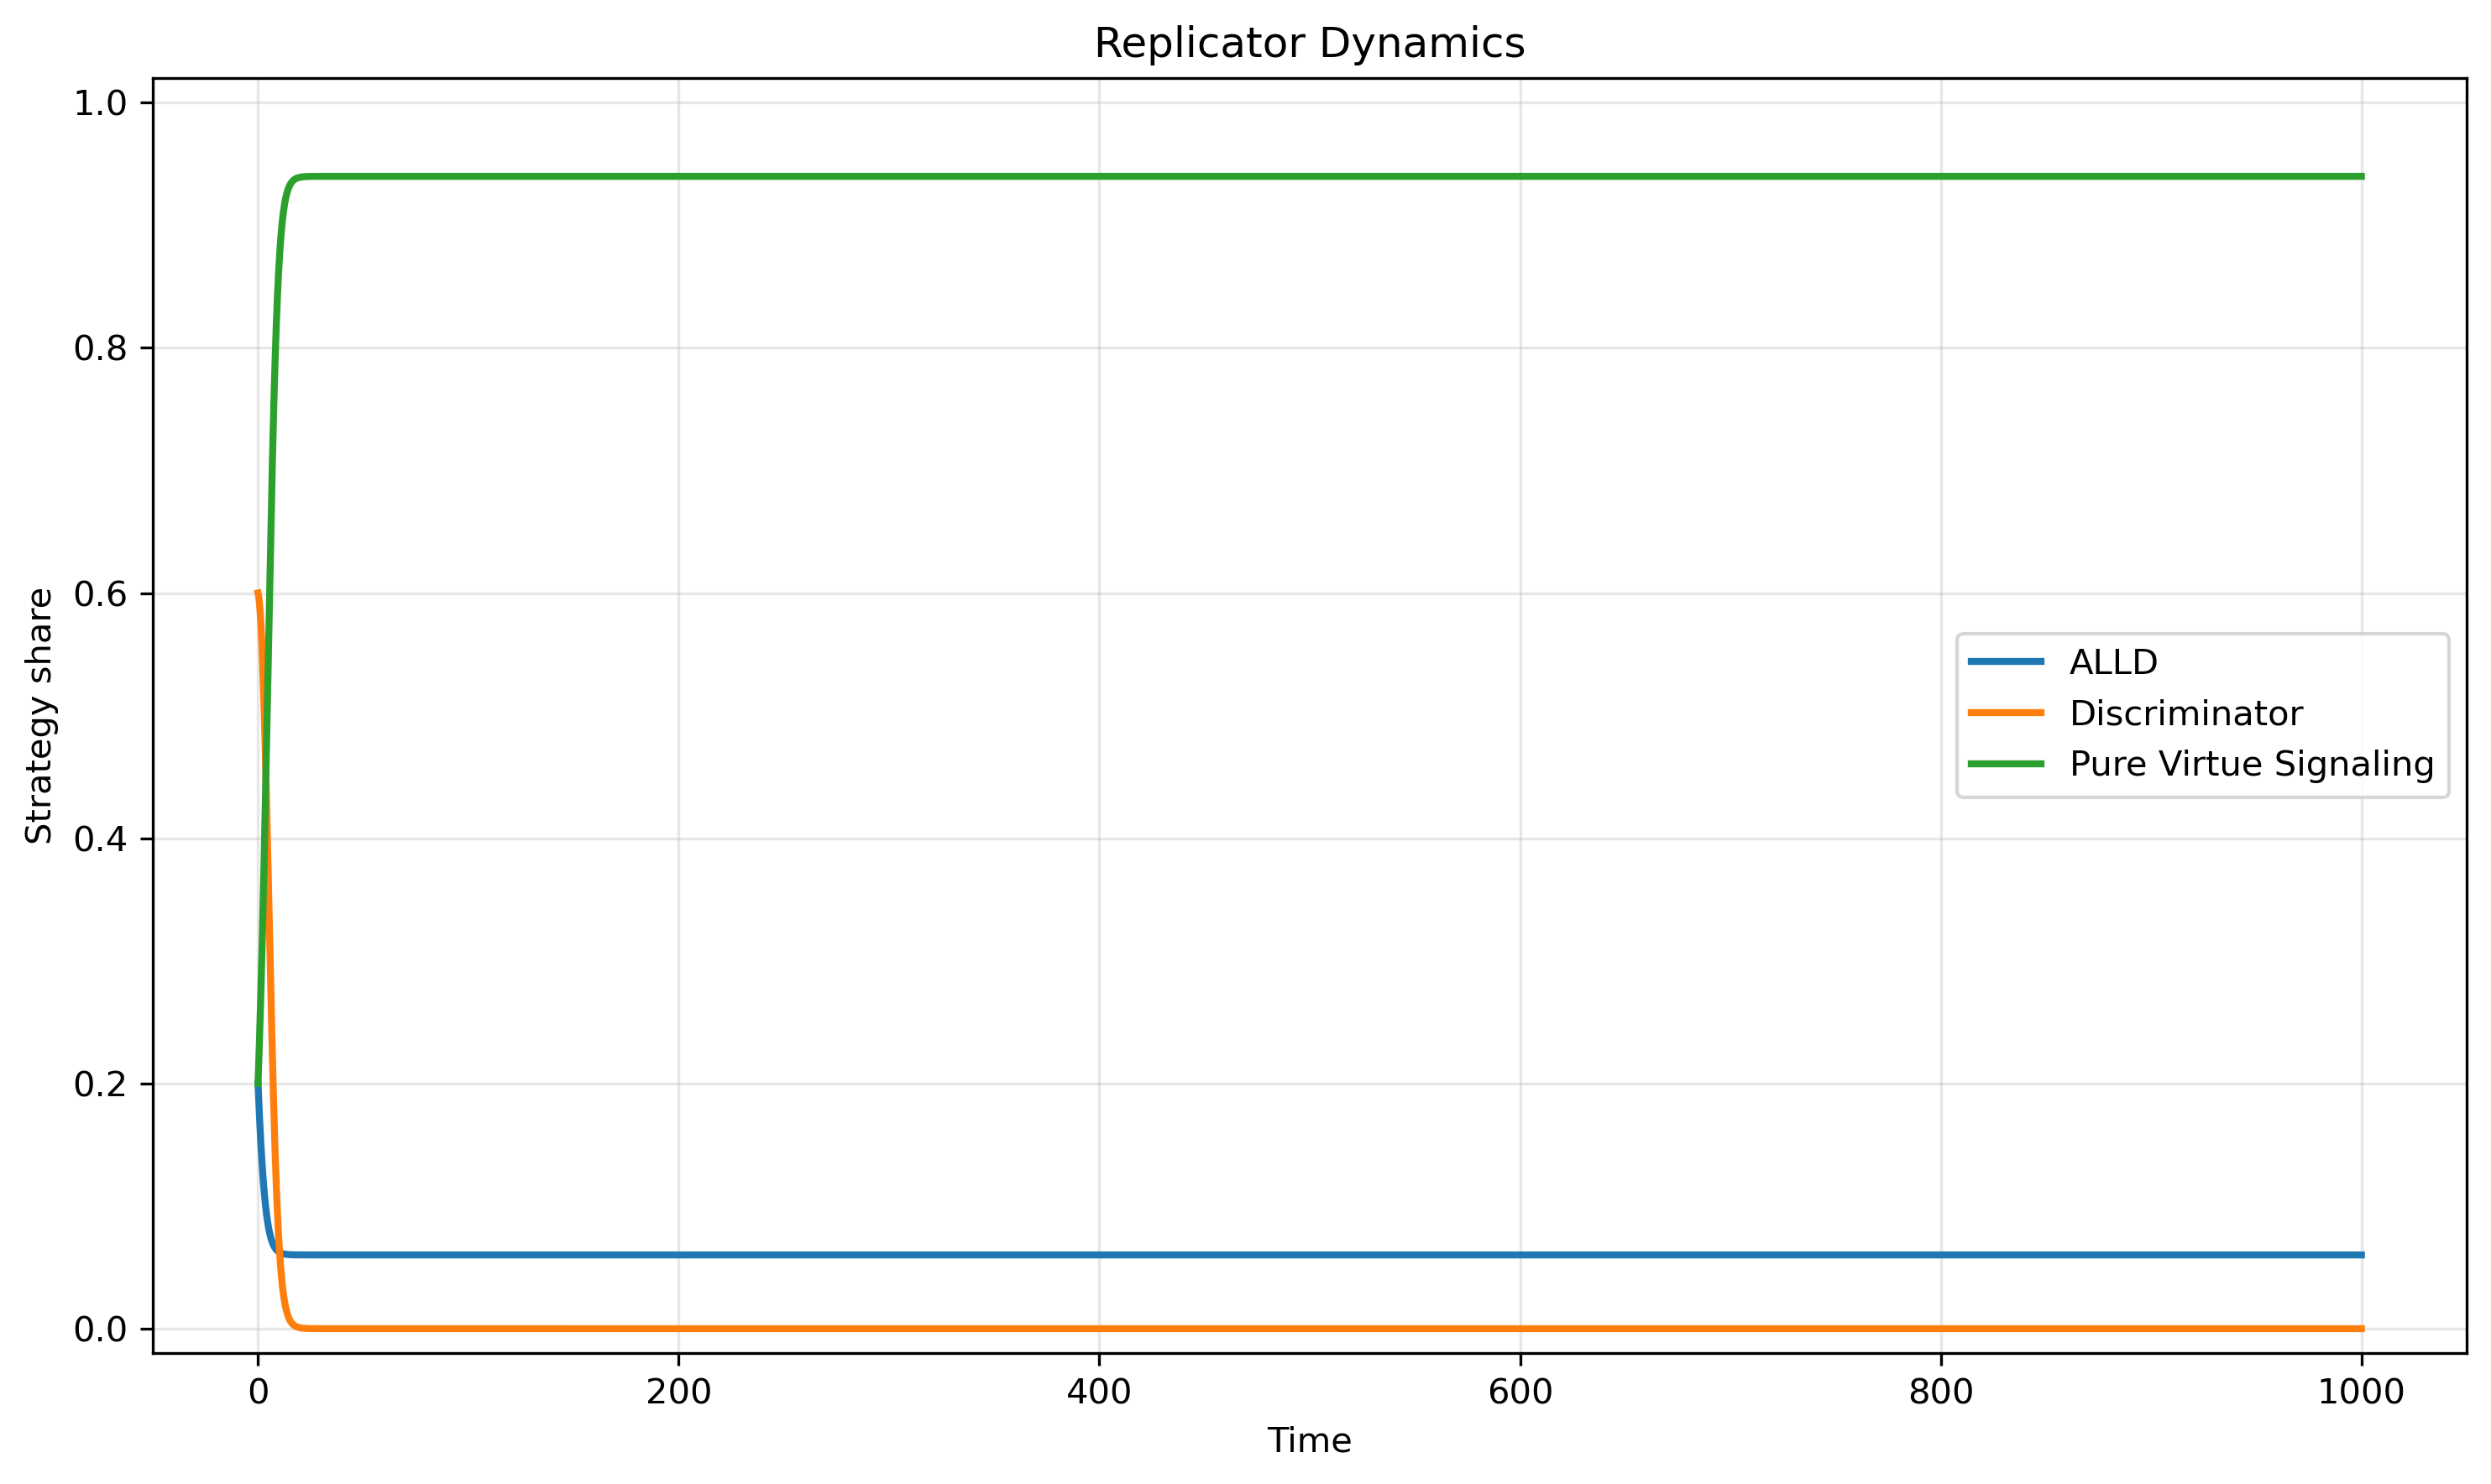 Replicator Dynamics
1.0
0.8
0.6
0.4
0.2
0.0
Strategy share
ALLD
Discriminator
Pure Virtue Signaling
0 200 400 600 800 1000
Time